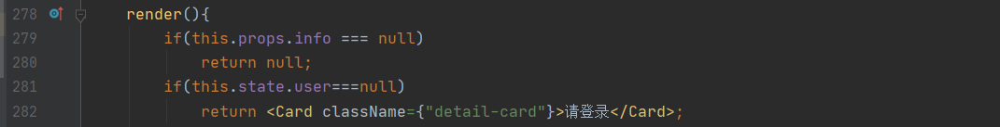 278 render(){
279 if(this.props.info === null)
280 return null;
281 if(this.state.user===null)
282 return <Card className={"detail-card"}>请登录</Card>;